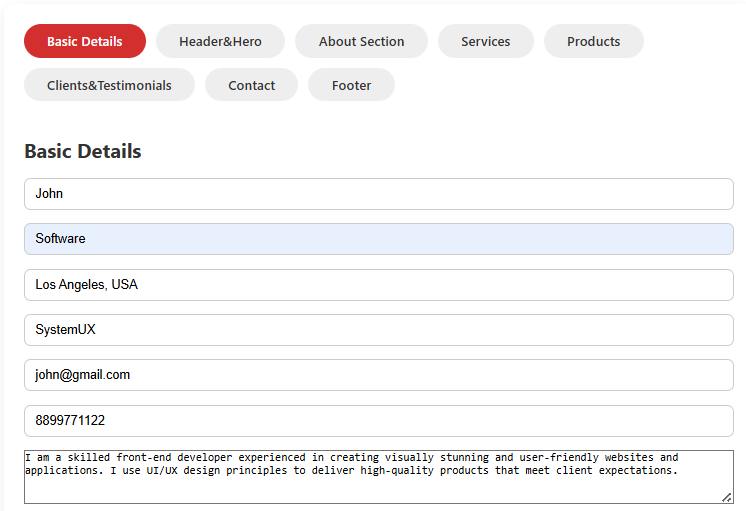 Basic Details Header&Hero About Section Services Products
Clients&Testimonials Contact Footer
Basic Details
John
Software
Los Angeles, USA
SystemUX
john@gmail.com
8899771122
I am a skilled front-end developer experienced in creating visually stunning and user-friendly websites and
applications. I use UI/UX design principles to deliver high-quality products that meet client expectations.